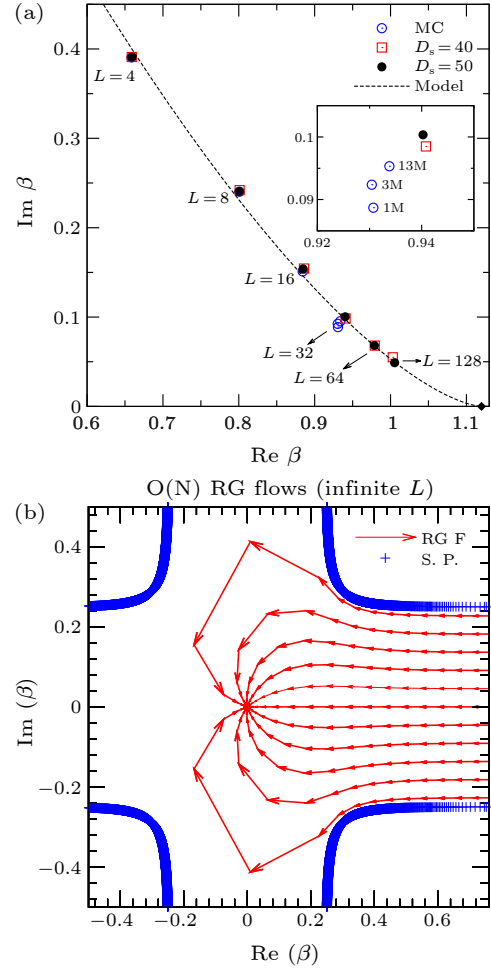 (a)
MC
D_s = 40
D_s = 50
Model
0.4
0.3
0.2
0.1
0
Im β
L = 4
L = 8
L = 16
L = 32
L = 64
L = 128
0.1
0.09
13M
3M
1M
0.92
0.94
0.6
0.7
0.8
0.9
1.0
1.1
Re β
O(N) RG flows (infinite L)
(b)
RG F
S. P.
0.4
0.2
0
−0.2
−0.4
Im (β)
−0.4
−0.2
0
0.2
0.4
0.6
Re (β)